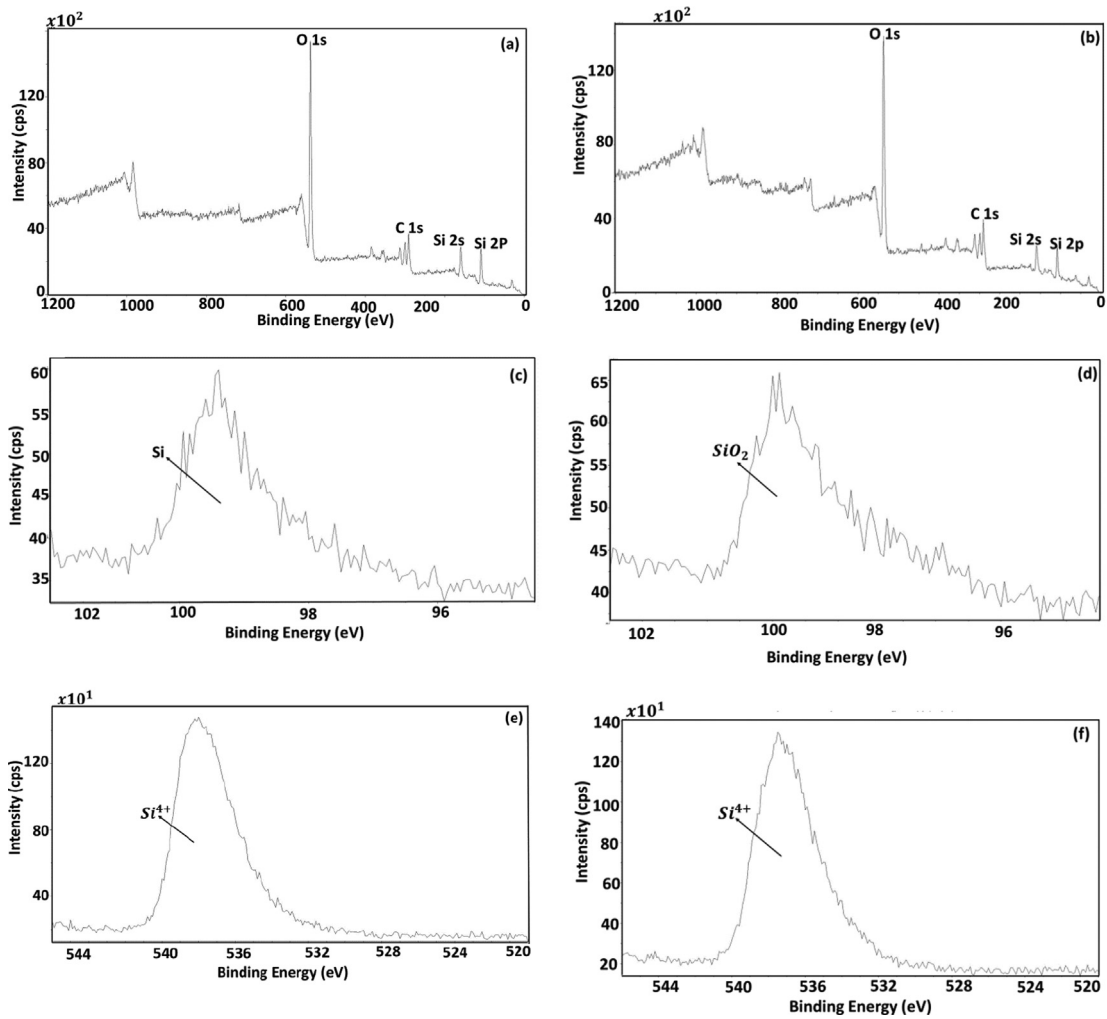 x10²
O 1s
(a)
120
80
40
0
Intensity (cps)
C 1s
Si 2s
Si 2P
1200 1000 800 600 400 200 0
Binding Energy (eV)
x10²
O 1s
(b)
120
80
40
0
Intensity (cps)
C 1s
Si 2s
Si 2p
1200 1000 800 600 400 200 0
Binding Energy (eV)
60
55
50
45
40
35
Intensity (cps)
(c)
Si
102 100 98 96
Binding Energy (eV)
65
60
55
50
45
40
Intensity (cps)
(d)
SiO₂
102 100 98 96
Binding Energy (eV)
x10¹
120
80
40
Intensity (cps)
(e)
Si⁴⁺
544 540 536 532 528 524 520
Binding Energy (eV)
x10¹
140
120
100
80
60
40
20
Intensity (cps)
(f)
Si⁴⁺
544 540 536 532 528 524 520
Binding Energy (eV)